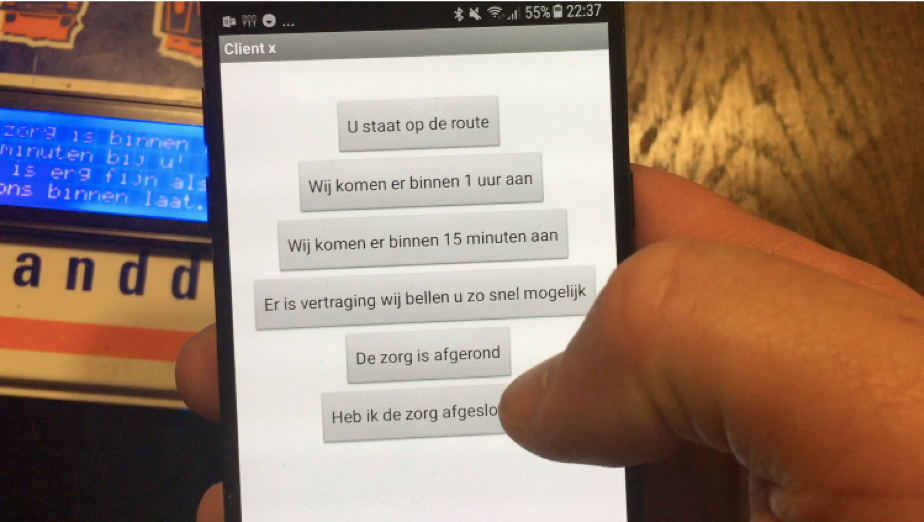 55% 22:37
Client x
U staat op de route
Wij komen er binnen 1 uur aan
Wij komen er binnen 15 minuten aan
Er is vertraging wij bellen u zo snel mogelijk
De zorg is afgerond
Heb ik de zorg afgeslo
zorg is binnen
minuten bij u!
is erg fijn als
ons binnen laat.
andd